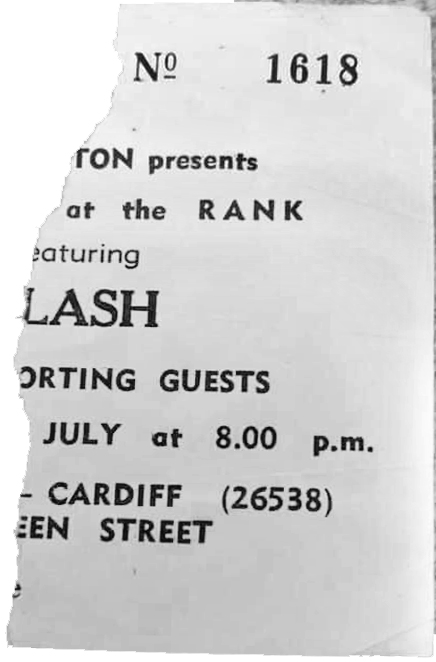 Nº 1618
TON presents
at the RANK
eaturing
LASH
ORTING GUESTS
JULY at 8.00 p.m.
- CARDIFF (26538)
EEN STREET
e